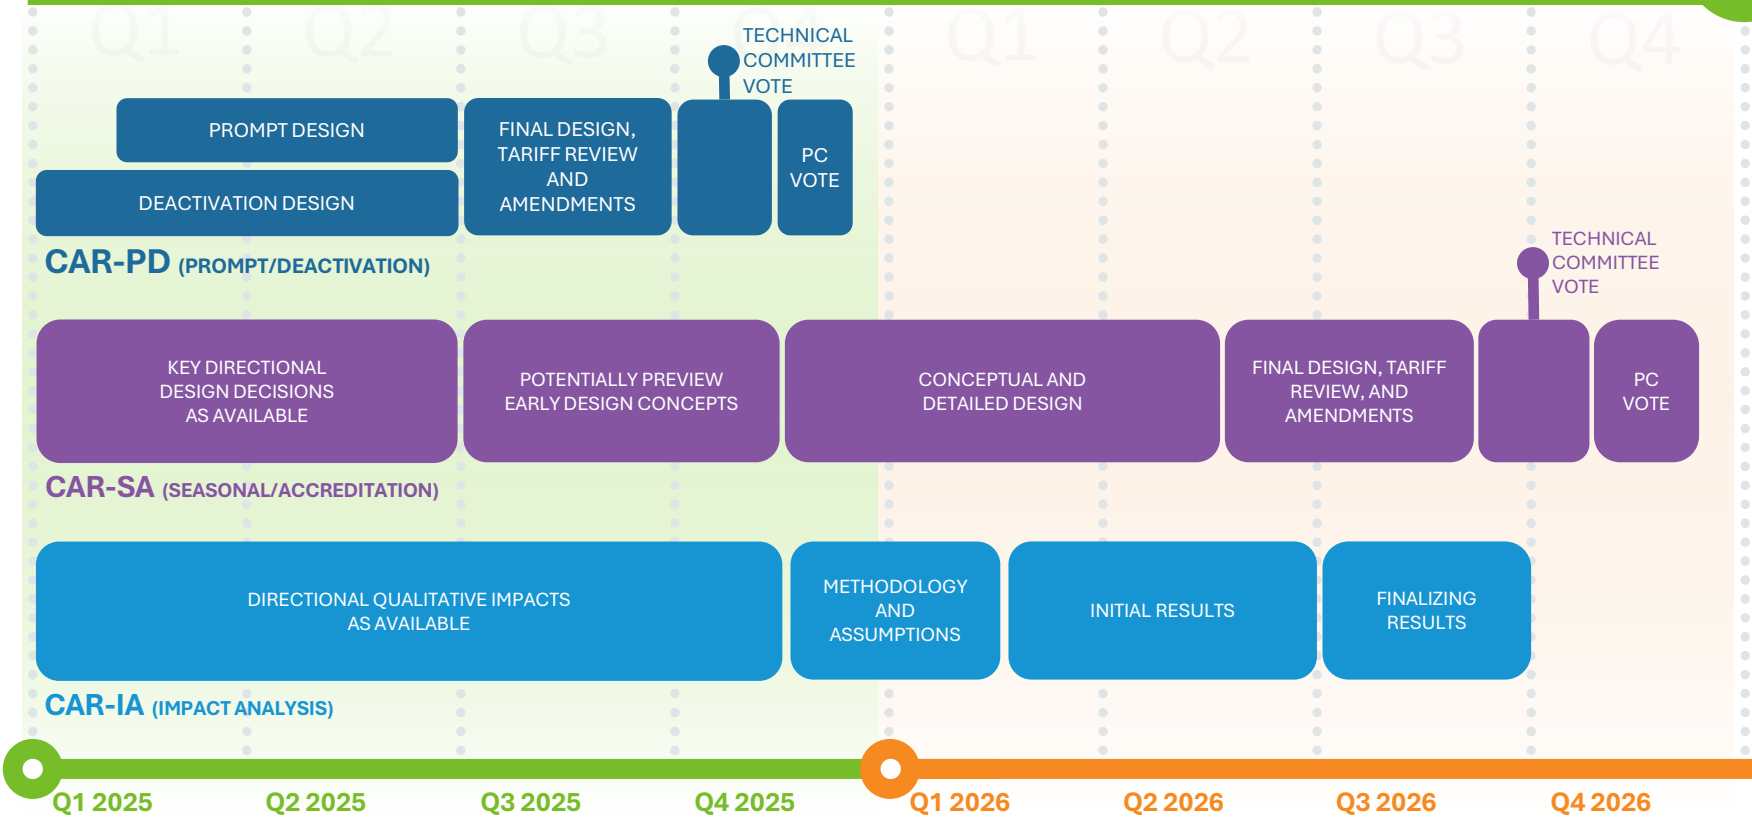 Q1 Q2 Q3 Q4 Q1 Q2 Q3 Q4
TECHNICAL
COMMITTEE
VOTE
PROMPT DESIGN
DEACTIVATION DESIGN
FINAL DESIGN,
TARIFF REVIEW
AND
AMENDMENTS
PC
VOTE
CAR-PD (PROMPT/DEACTIVATION)
TECHNICAL
COMMITTEE
VOTE
KEY DIRECTIONAL
DESIGN DECISIONS
AS AVAILABLE
POTENTIALLY PREVIEW
EARLY DESIGN CONCEPTS
CONCEPTUAL AND
DETAILED DESIGN
FINAL DESIGN, TARIFF
REVIEW, AND
AMENDMENTS
PC
VOTE
CAR-SA (SEASONAL/ACCREDITATION)
DIRECTIONAL QUALITATIVE IMPACTS
AS AVAILABLE
METHODOLOGY
AND
ASSUMPTIONS
INITIAL RESULTS
FINALIZING
RESULTS
CAR-IA (IMPACT ANALYSIS)
Q1 2025 Q2 2025 Q3 2025 Q4 2025 Q1 2026 Q2 2026 Q3 2026 Q4 2026